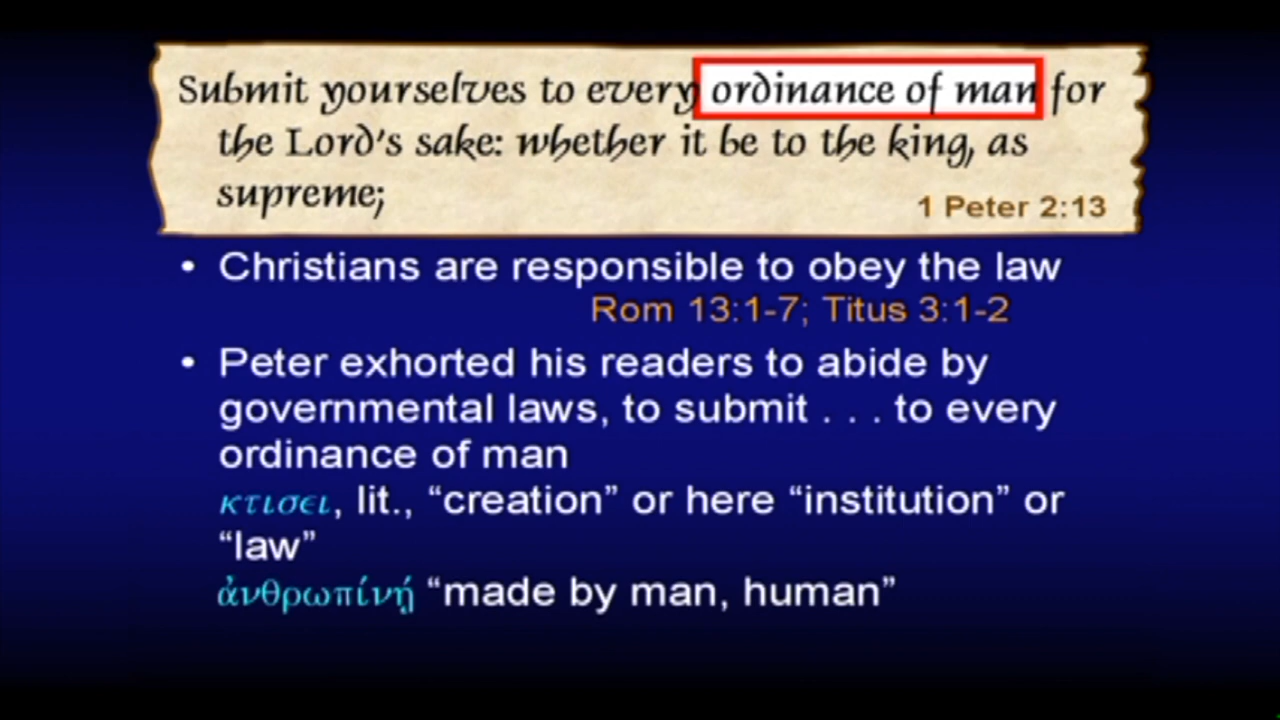 Submit yourselves to every ordinance of man for
the Lord's sake: whether it be to the king, as
supreme;
1 Peter 2:13
• Christians are responsible to obey the law
Rom 13:1-7; Titus 3:1-2
• Peter exhorted his readers to abide by
governmental laws, to submit . . . to every
ordinance of man
κτισει, lit., “creation” or here “institution” or
“law”
ἀνθρωπίνῄ “made by man, human”